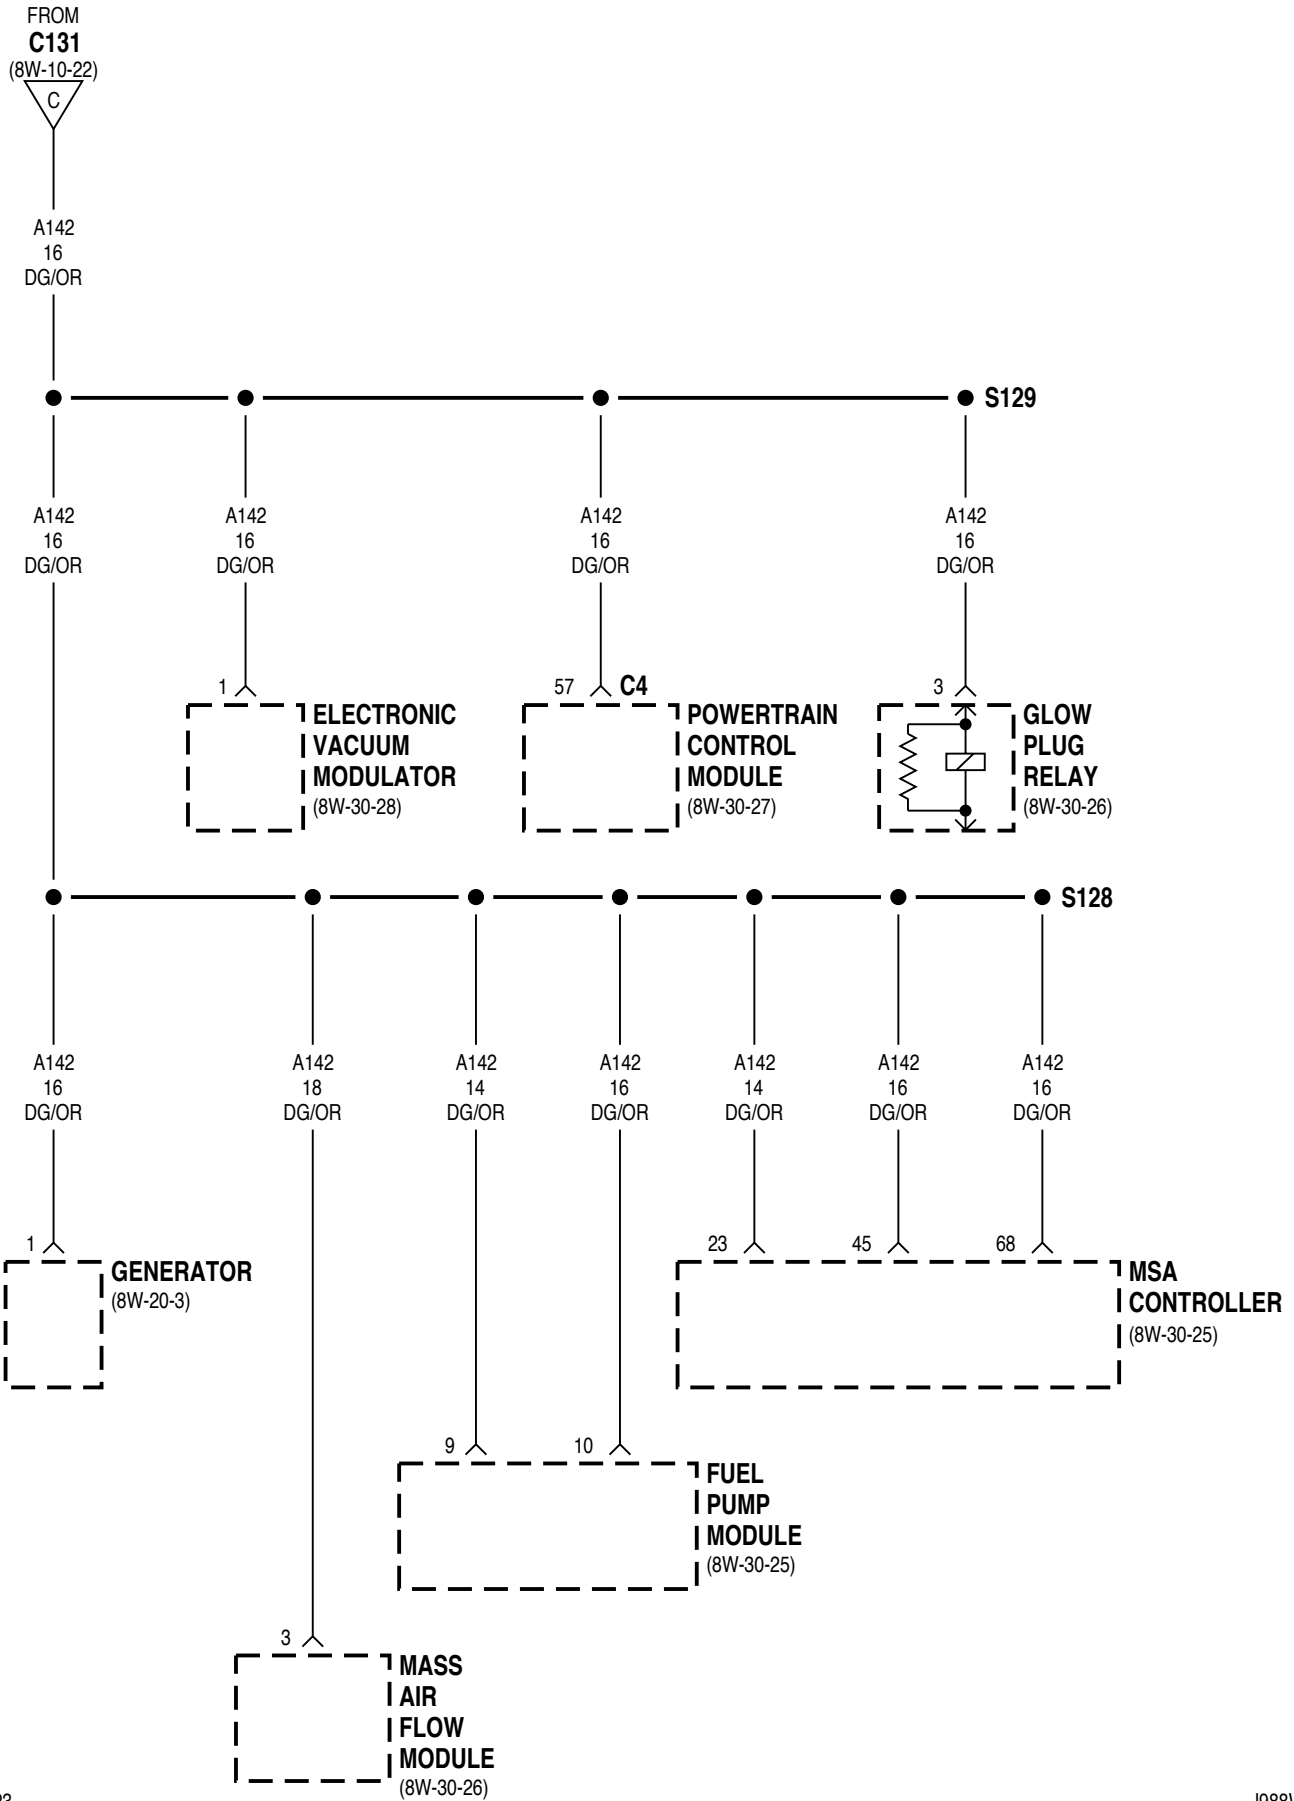 FROM
C131
(8W-10-22)
C
A142
16
DG/OR
S129
A142
16
DG/OR
A142
16
DG/OR
A142
16
DG/OR
A142
16
DG/OR
1
57
C4
3
ELECTRONIC
VACUUM
MODULATOR
(8W-30-28)
POWERTRAIN
CONTROL
MODULE
(8W-30-27)
GLOW
PLUG
RELAY
(8W-30-26)
S128
A142
16
DG/OR
A142
18
DG/OR
A142
14
DG/OR
A142
16
DG/OR
A142
14
DG/OR
A142
16
DG/OR
A142
16
DG/OR
1
GENERATOR
(8W-20-3)
23
45
68
MSA
CONTROLLER
(8W-30-25)
9
10
FUEL
PUMP
MODULE
(8W-30-25)
3
MASS
AIR
FLOW
MODULE
(8W-30-26)